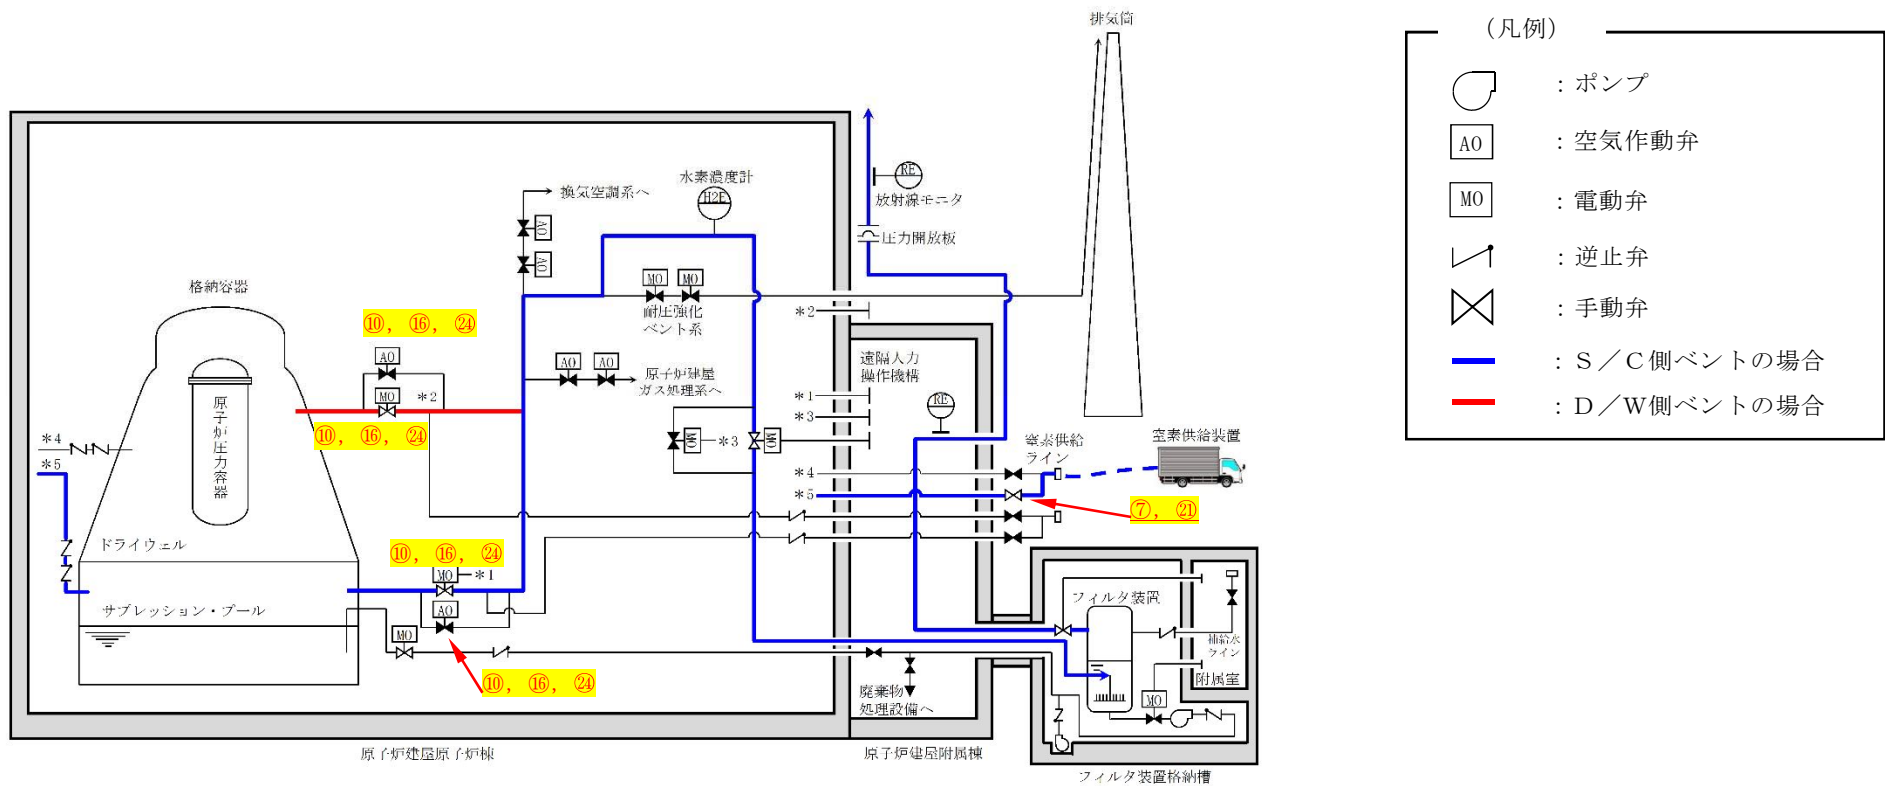 排気筒
（凡例）
：ポンプ
AO
：空気作動弁
MO
：電動弁
：逆止弁
：手動弁
：Ｓ／Ｃ側ベントの場合
：Ｄ／Ｗ側ベントの場合
換気空調系へ
AO
AO
水素濃度計
H2E
RE
放射線モニタ
圧力開放板
格納容器
MO
MO
耐圧強化
ベント系
＊2
⑩，⑯，㉔
AO
MO
＊2
⑩，⑯，㉔
AO
AO
原子炉建屋
ガス処理系へ
遠隔人力
操作機構
＊1
＊3
RE
MO
＊3
MO
原子炉圧力容器
＊4
＊5
＊4
＊5
窒素供給
ライン
窒素供給装置
⑦，㉑
ドライウェル
⑩，⑯，㉔
MO
＊1
サプレッション・プール
AO
MO
⑩，⑯，㉔
廃棄物
処理設備へ
フィルタ装置
補給水
ライン
附属室
MO
原子炉建屋原子炉棟
原子炉建屋附属棟
フィルタ装置格納槽